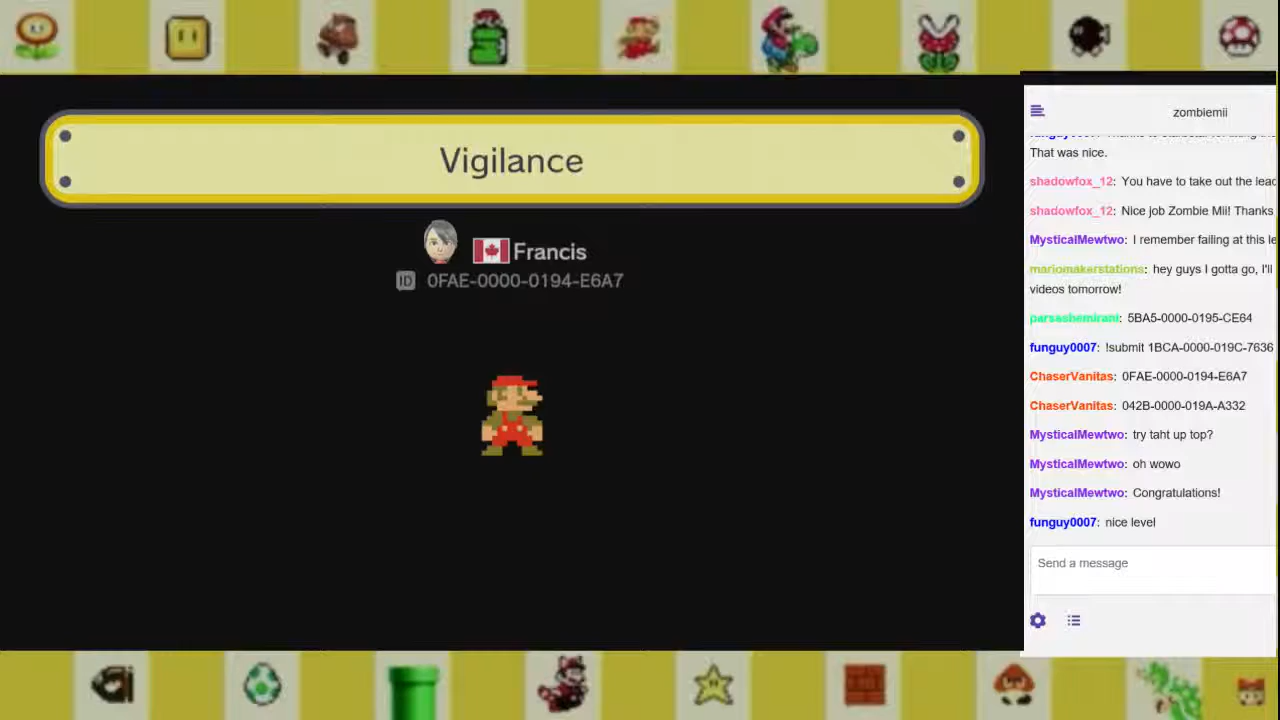 Vigilance
Francis
ID 0FAE-0000-0194-E6A7
zombiemii
That was nice.
shadowfox_12: You have to take out the
shadowfox_12: Nice job Zombie Mii! Thanks
MysticalMewtwo: I remember failing at this
mariomakerstations: hey guys I gotta go, I'll
videos tomorrow!
parsashemirani: 5BA5-0000-0195-CE64
funguy0007: !submit 1BCA-0000-019C-7636
ChaserVanitas: 0FAE-0000-0194-E6A7
ChaserVanitas: 042B-0000-019A-A332
MysticalMewtwo: try taht up top?
MysticalMewtwo: oh wowo
MysticalMewtwo: Congratulations!
funguy0007: nice level
Send a message